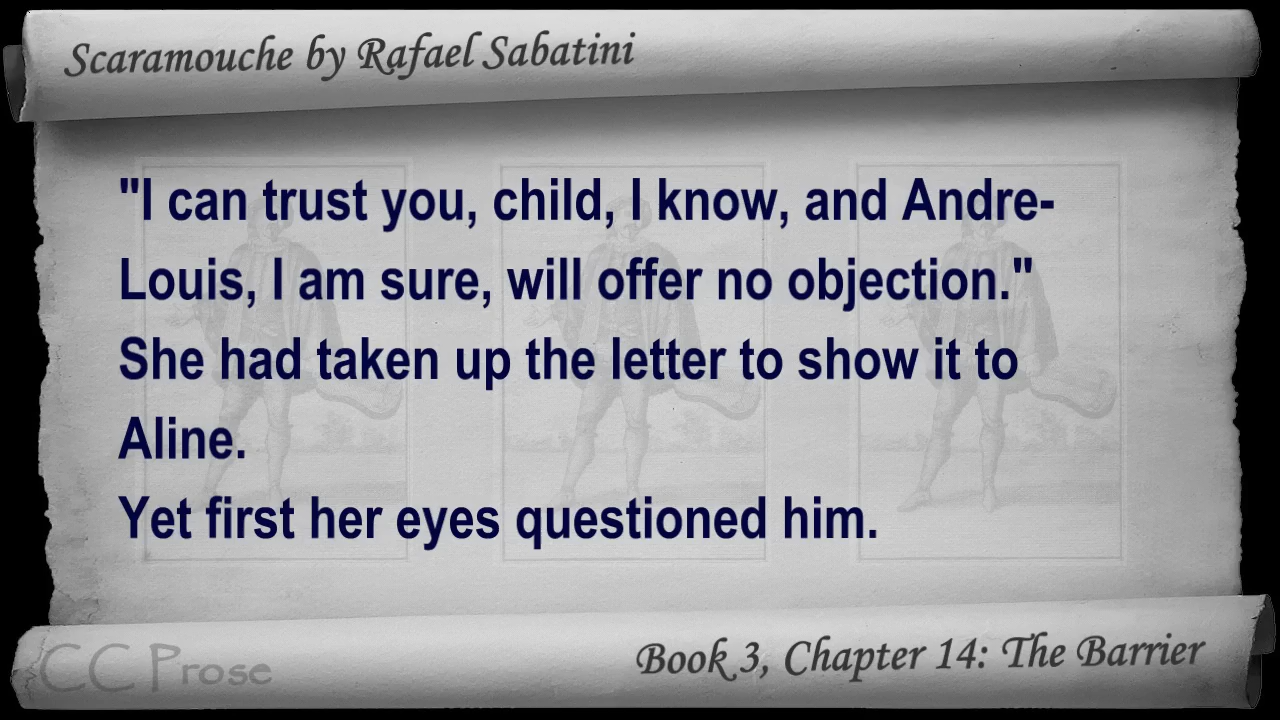 Scaramouche by Rafael Sabatini
"I can trust you, child, I know, and Andre-
Louis, I am sure, will offer no objection."
She had taken up the letter to show it to
Aline.
Yet first her eyes questioned him.
CC Prose
Book 3, Chapter 14: The Barrier